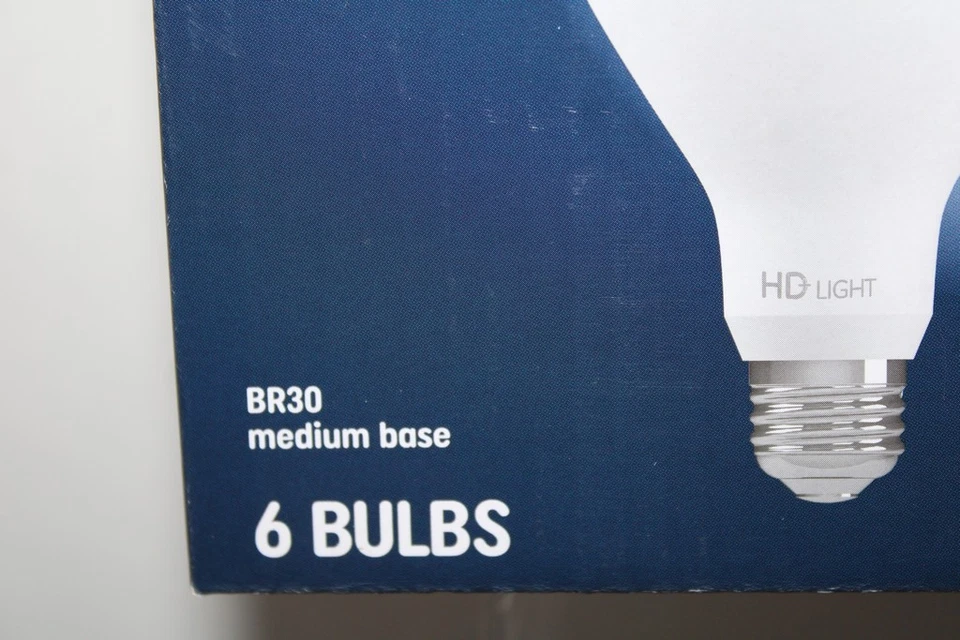 HD+ LIGHT
BR30
medium base
6 BULBS